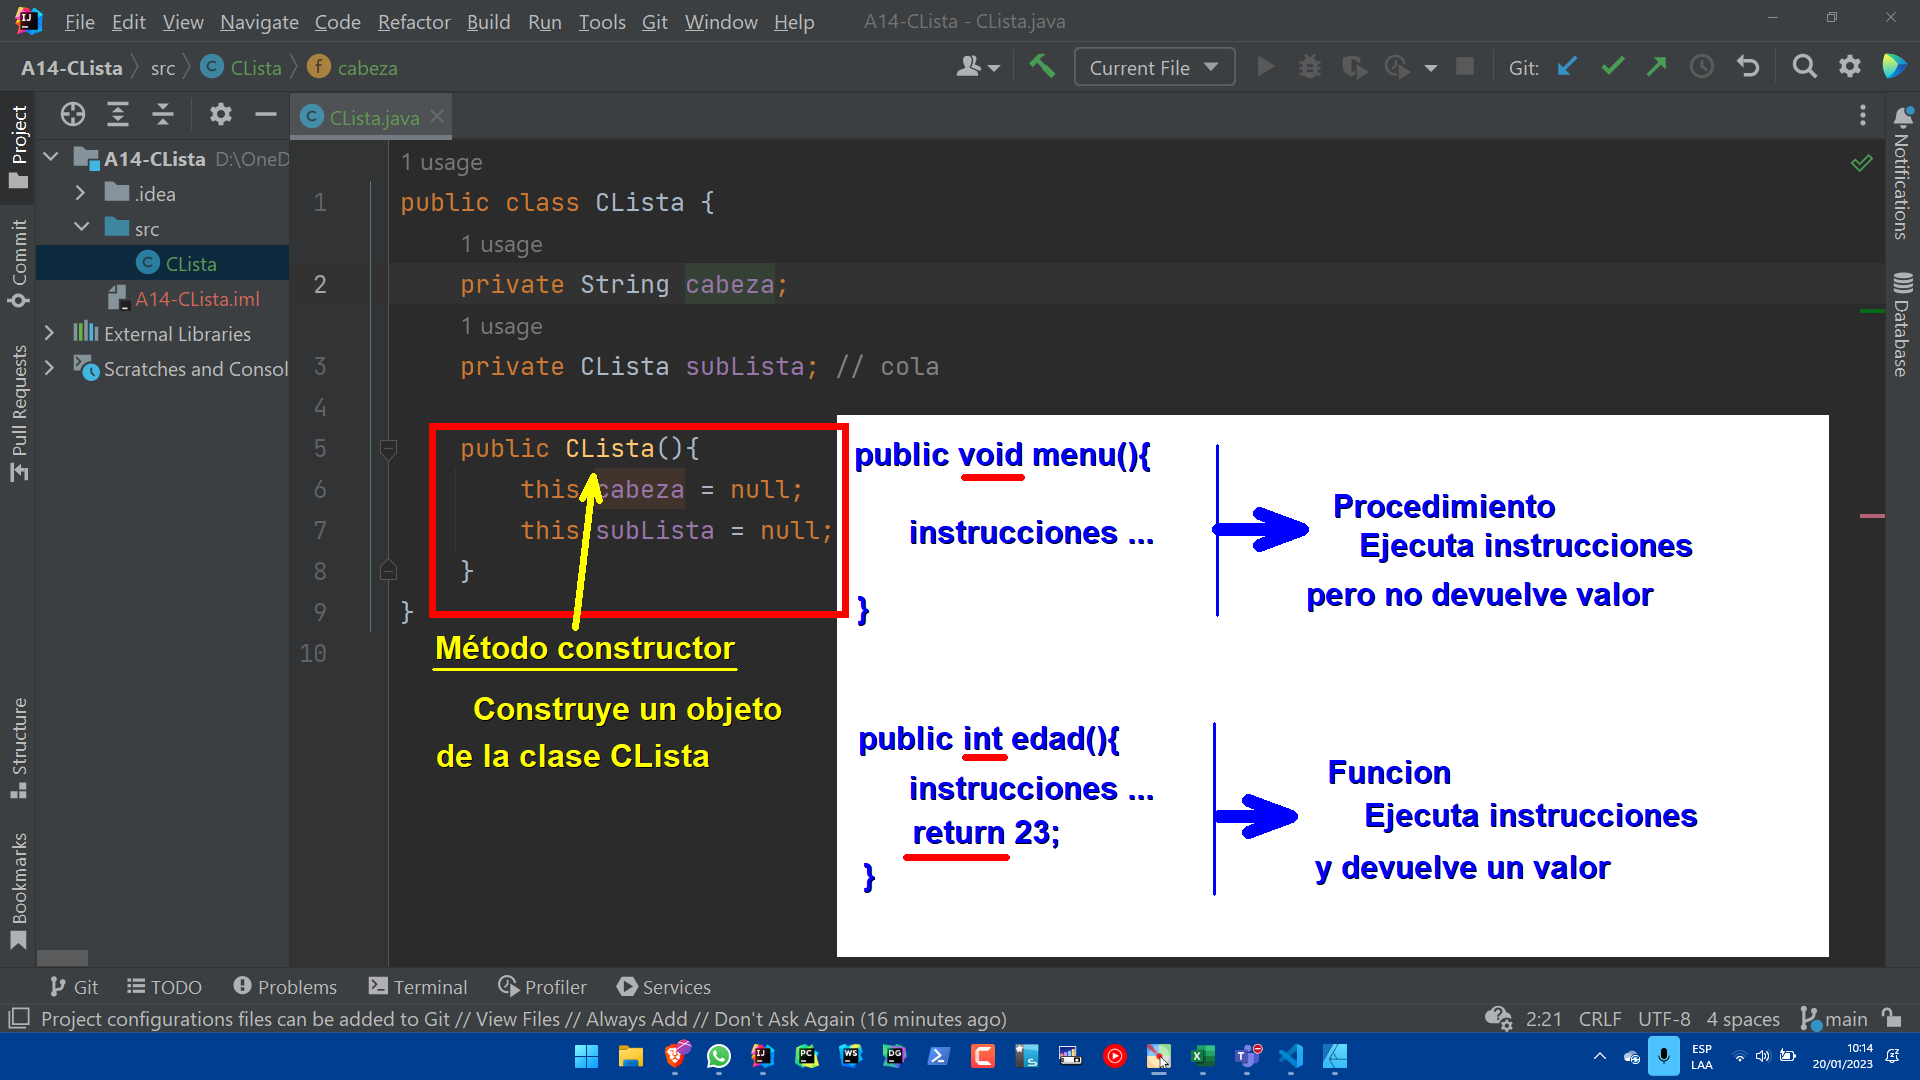 File Edit View Navigate Code Refactor Build Run Tools Git Window Help A14-CLista - CLista.java
A14-CLista src CLista cabeza Current File Git:
Project
Commit
Pull Requests
Structure
Bookmarks
A14-CLista D:\OneD
.idea
src
CLista
A14-CLista.iml
External Libraries
Scratches and Consol
CLista.java
1 usage
1 public class CLista {
1 usage
2 private String cabeza;
1 usage
3 private CLista subLista; // cola
4
5 public CLista(){
6 this cabeza = null;
7 this subLista = null;
8 }
9 }
10
Método constructor
Construye un objeto
de la clase CLista
public void menu(){
instrucciones ...
}
Procedimiento
Ejecuta instrucciones
pero no devuelve valor
public int edad(){
instrucciones ...
return 23;
}
Funcion
Ejecuta instrucciones
y devuelve un valor
Notifications
Database
Git TODO Problems Terminal Profiler Services
Project configurations files can be added to Git // View Files // Always Add // Don't Ask Again (16 minutes ago) 2:21 CRLF UTF-8 4 spaces main
ESP
LAA
10:14
20/01/2023